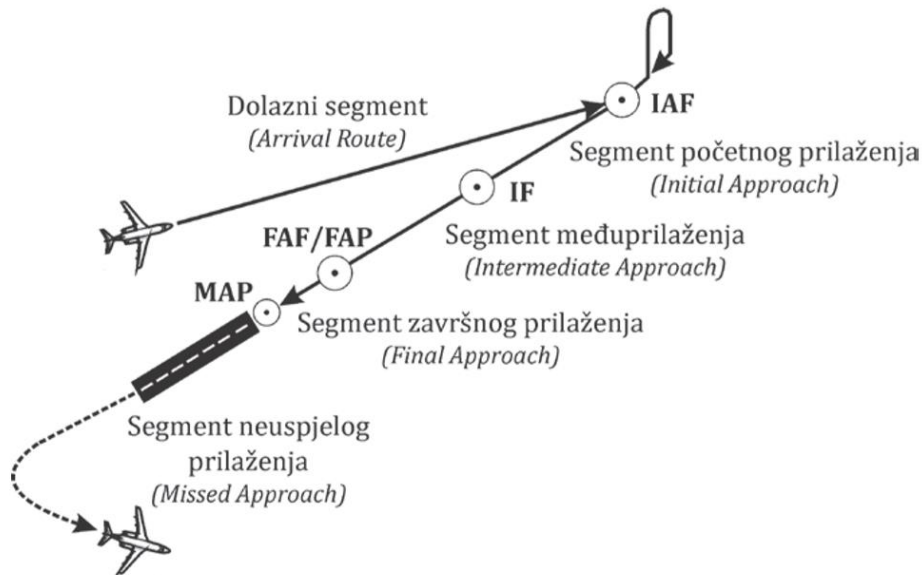 Dolazni segment
(Arrival Route)
IAF
Segment početnog prilaženja
(Initial Approach)
IF
Segment međuprilaženja
(Intermediate Approach)
FAF/FAP
MAP
Segment završnog prilaženja
(Final Approach)
Segment neuspjelog
prilaženja
(Missed Approach)